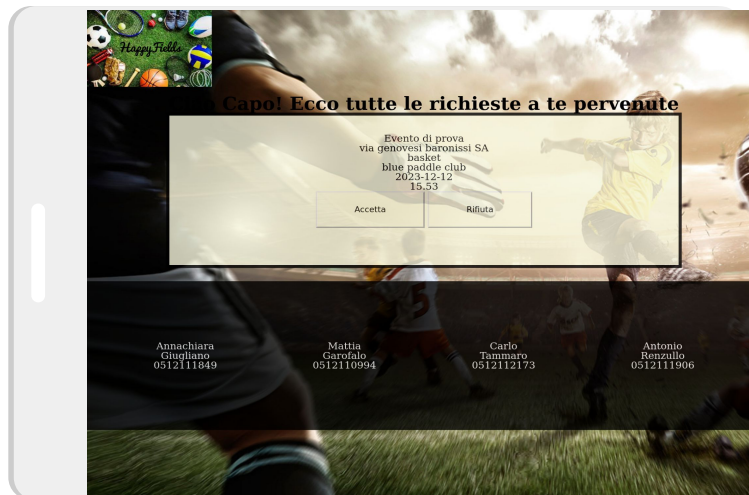 HappyFields
Capo! Ecco tutte le richieste a te pervenute
Evento di prova
via genovesi baronissi SA
basket
blue paddle club
2023-12-12
15.53
Accetta
Rifiuta
Annachiara
Giugliano
0512111849
Mattia
Garofalo
0512110994
Carlo
Tammaro
0512112173
Antonio
Renzullo
0512111906